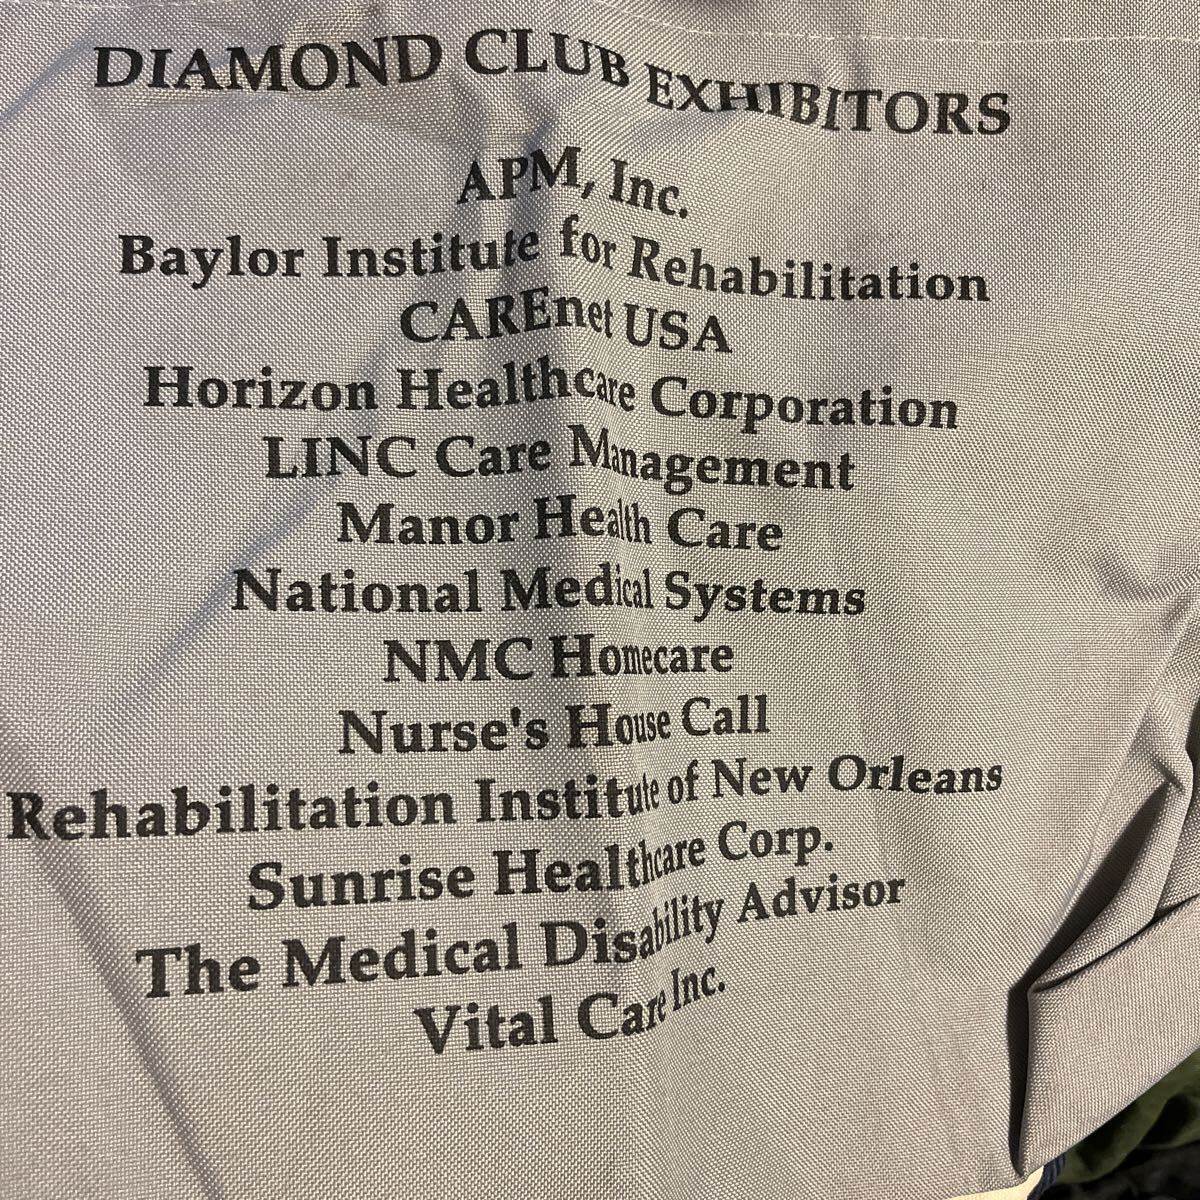 DIAMOND CLUB EXHIBITORS
APM, Inc.
Baylor Institute for Rehabilitation
CAREnet USA
Horizon Healthcare Corporation
LINC Care Management
Manor Health Care
National Medical Systems
NMC Homecare
Nurse's House Call
Rehabilitation Institute of New Orleans
Sunrise Healthcare Corp.
The Medical Disability Advisor
Vital Care Inc.